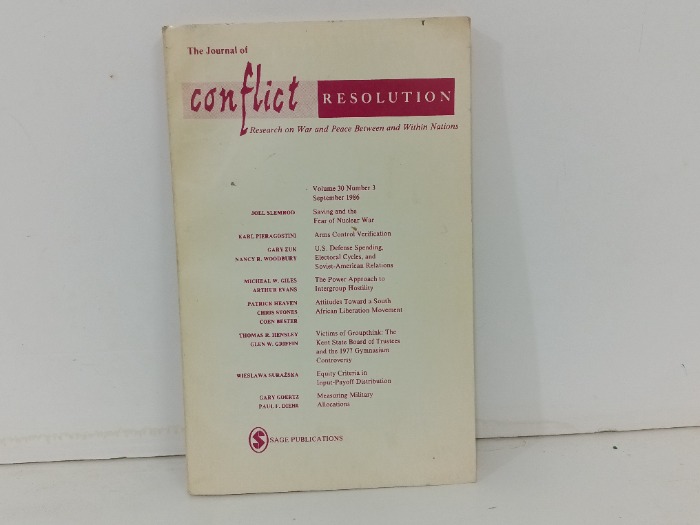 The Journal of
conflict RESOLUTION
Research on War and Peace Between and Within Nations
Volume 30 Number 3
September 1986
JOEL SLEMROD Saving and the
Fear of Nuclear War
KARL PIERAGOSTINI Arms Control Verification
GARY ZUK U.S. Defense Spending,
NANCY R. WOODBURY Electoral Cycles, and
Soviet-American Relations
MICHEAL W. GILES The Power Approach to
ARTHUR EVANS Intergroup Hostility
PATRICK HEAVEN Attitudes Toward a South
CHRIS STONES African Liberation Movement
COEN BESTER
THOMAS R. HENSLEY Victims of Groupthink: The
GLEN W. GRIFFIN Kent State Board of Trustees
and the 1977 Gymnasium
Controversy
WIESLAWA SURAZSKA Equity Criteria in
Input-Payoff Distribution
GARY GOERTZ Measuring Military
PAUL F. DIEHL Allocations
S SAGE PUBLICATIONS